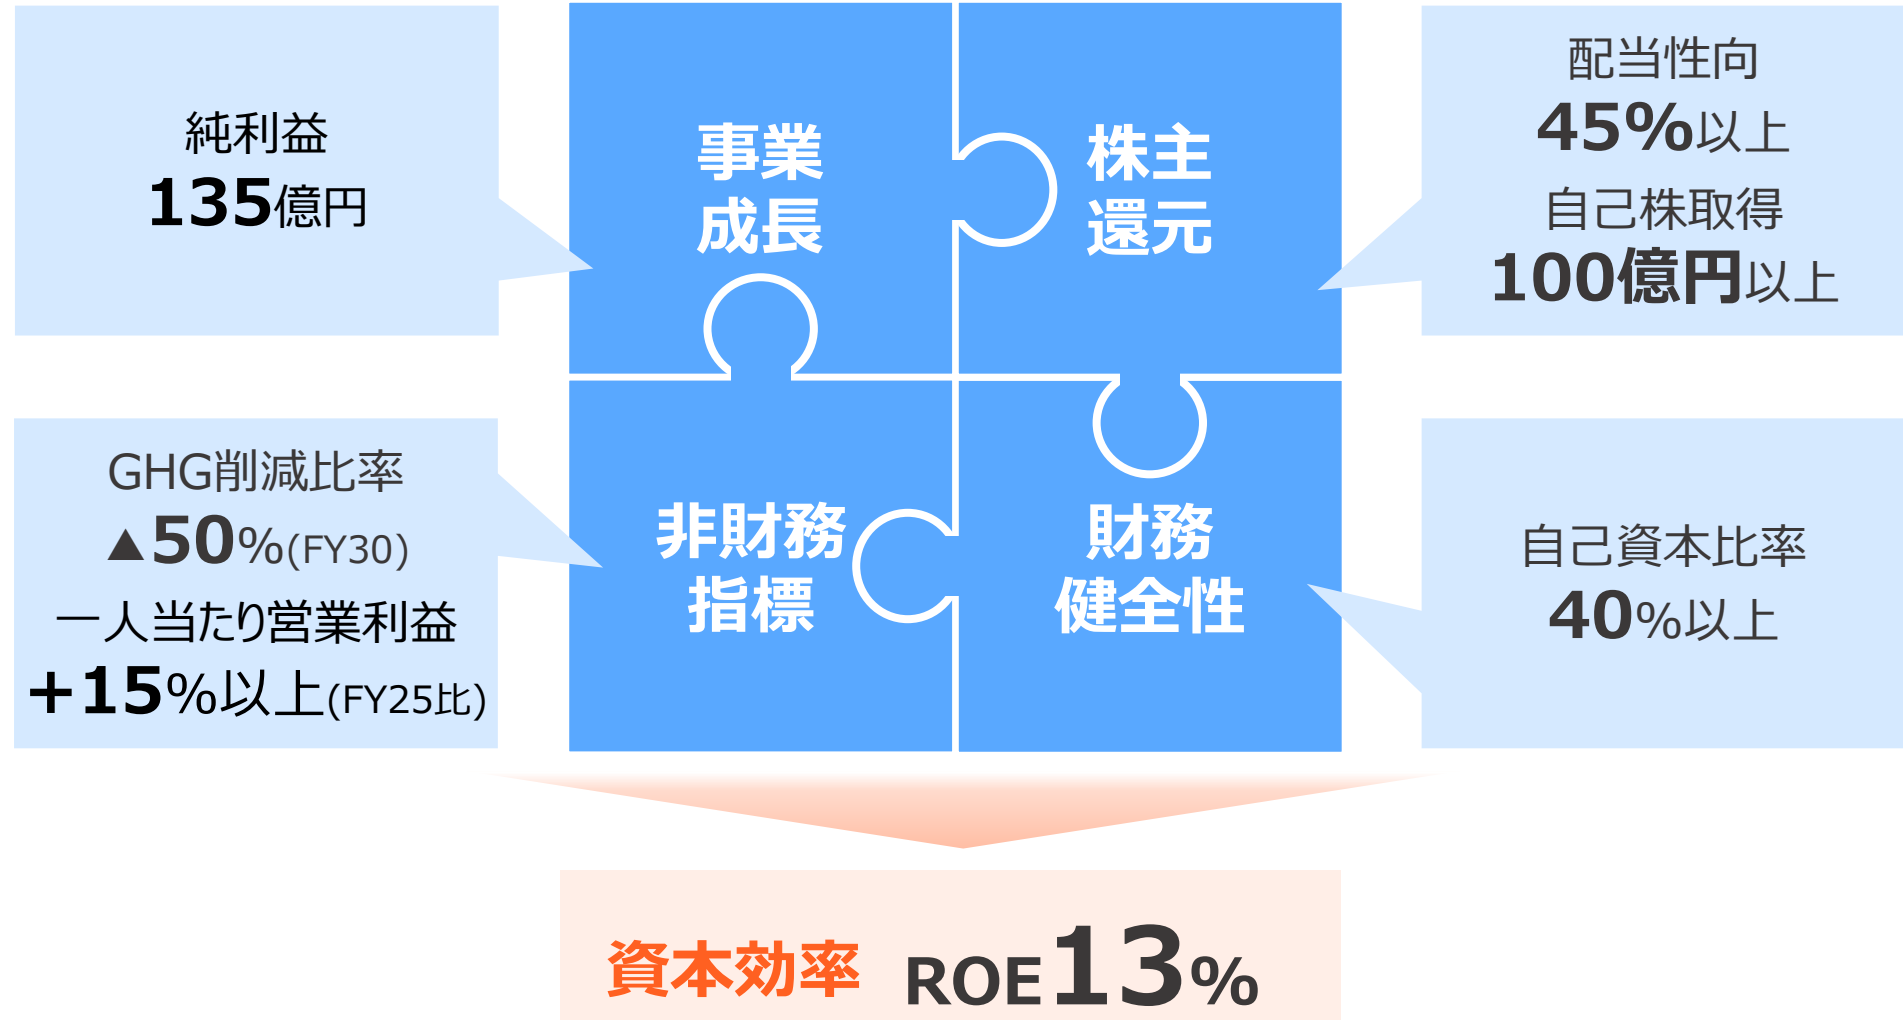 純利益
135億円
事業
成長
株主
還元
配当性向
45%以上
自己株取得
100億円以上
GHG削減比率
▲50%(FY30)
一人当たり営業利益
+15%以上(FY25比)
非財務
指標
財務
健全性
自己資本比率
40%以上
資本効率 ROE13%